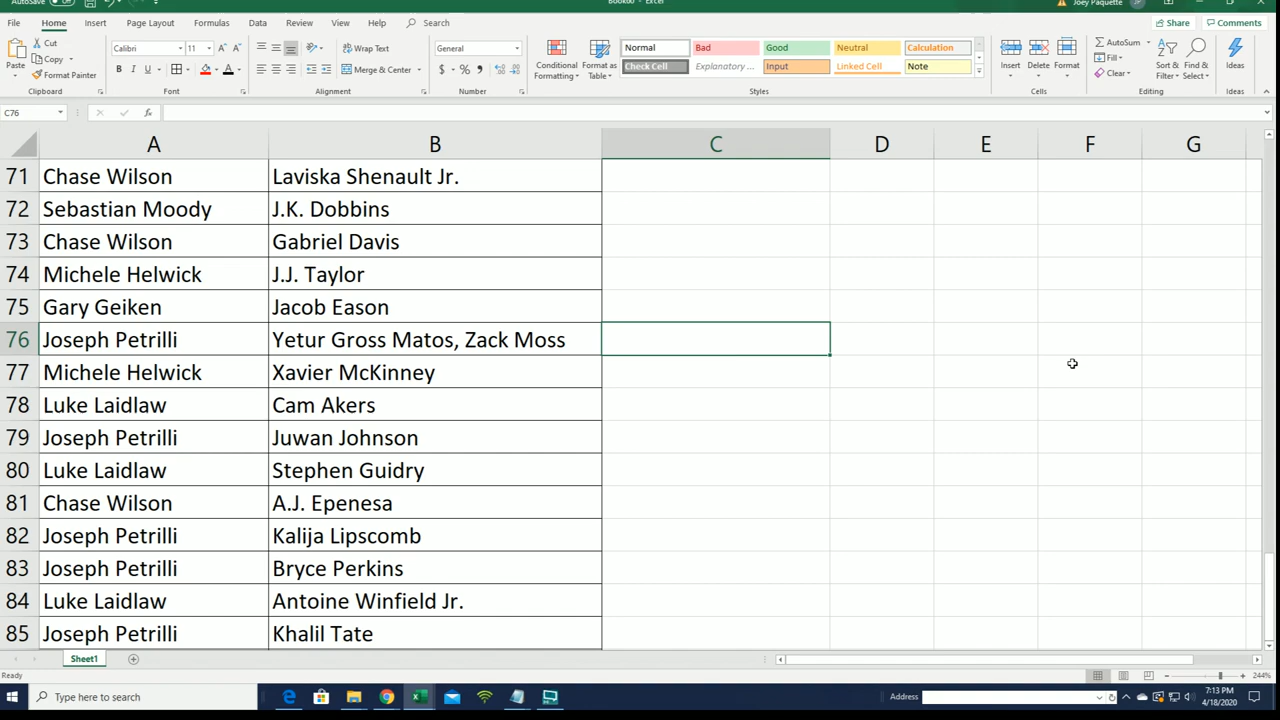 AutoSave Off Book60 - Excel Joey Paquette JP
File Home Insert Page Layout Formulas Data Review View Help Search Share Comments
Cut Calibri 11 Wrap Text General Normal Bad Good Neutral Calculation AutoSum
Copy
Format Painter B U Merge & Center $ % Check Cell Explanatory ... Input Linked Cell Note Fill
Paste Conditional Formatting Format as Table Insert Delete Format Clear Sort & Filter Find & Select Ideas
Clipboard Font Alignment Number Styles Cells Editing Ideas
C76 fx
A B C D E F G
71 Chase Wilson Laviska Shenault Jr.
72 Sebastian Moody J.K. Dobbins
73 Chase Wilson Gabriel Davis
74 Michele Helwick J.J. Taylor
75 Gary Geiken Jacob Eason
76 Joseph Petrilli Yetur Gross Matos, Zack Moss
77 Michele Helwick Xavier McKinney
78 Luke Laidlaw Cam Akers
79 Joseph Petrilli Juwan Johnson
80 Luke Laidlaw Stephen Guidry
81 Chase Wilson A.J. Epenesa
82 Joseph Petrilli Kalija Lipscomb
83 Joseph Petrilli Bryce Perkins
84 Luke Laidlaw Antoine Winfield Jr.
85 Joseph Petrilli Khalil Tate
Sheet1
Ready 244%
Type here to search Address 7:13 PM
4/18/2020